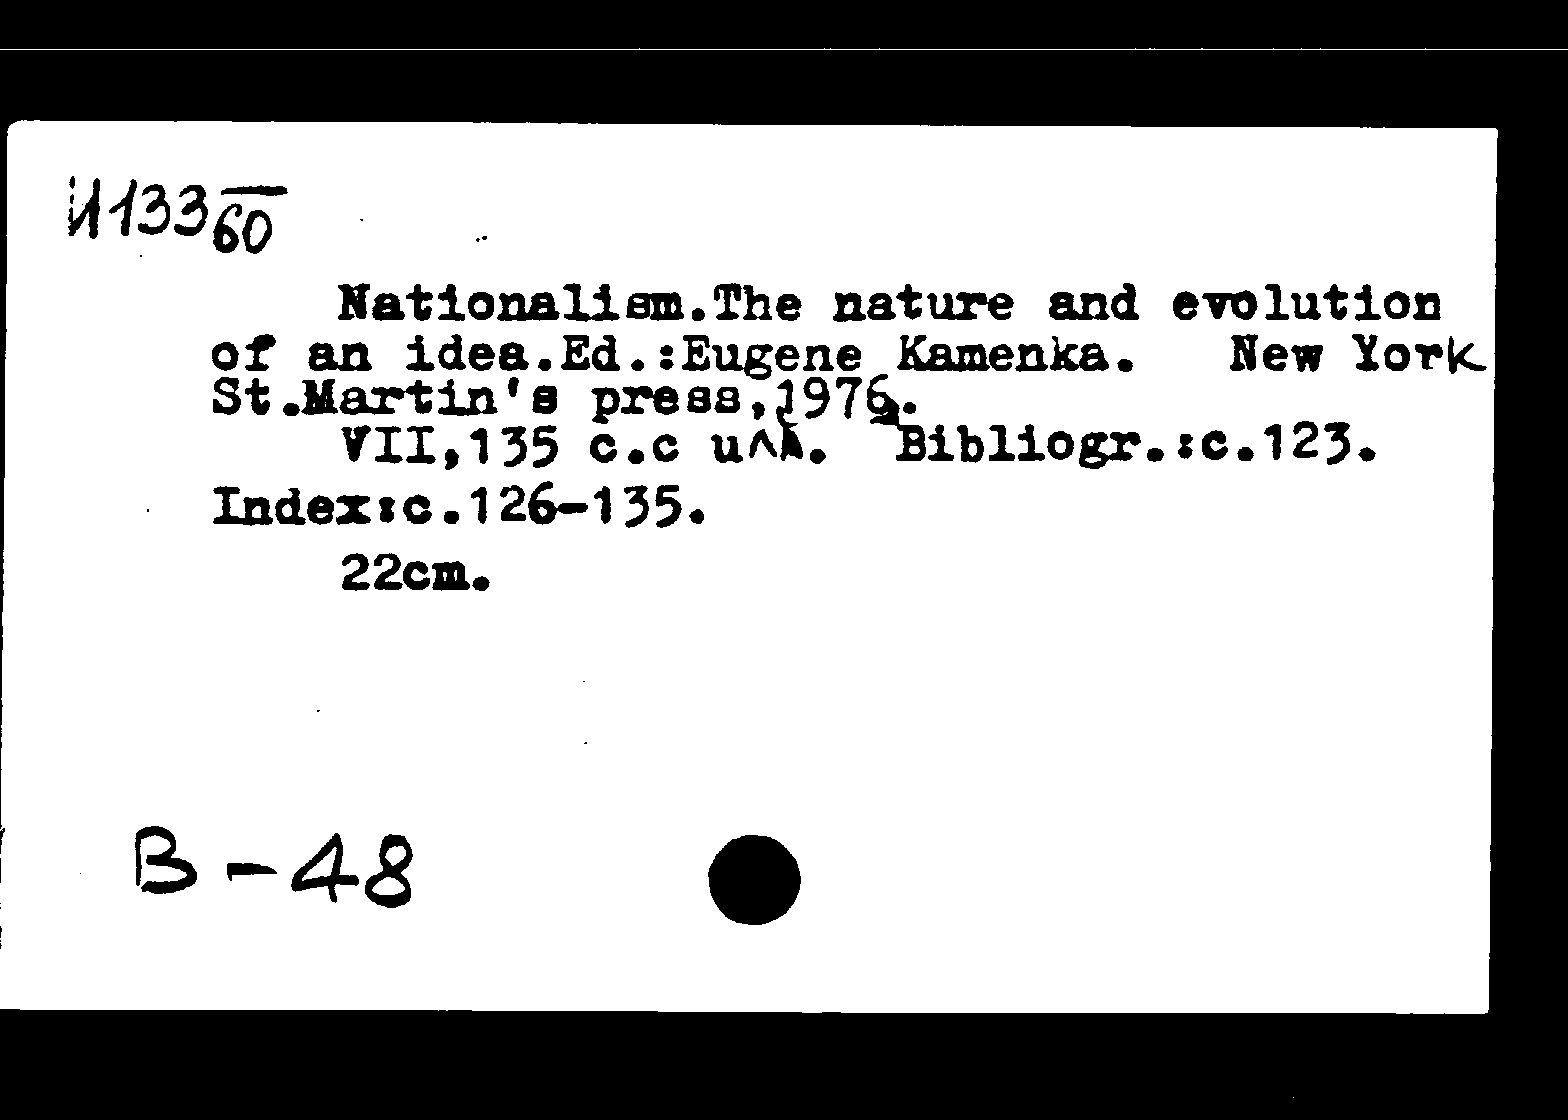 И133 60
Nationalism.The nature and evolution
of an idea.Ed.:Eugene Kamenka. New York
St.Martin's press,1976.
VII,135 c.c Bibliogr.:c.123.
Index:c.126-135.
22cm.
B-48